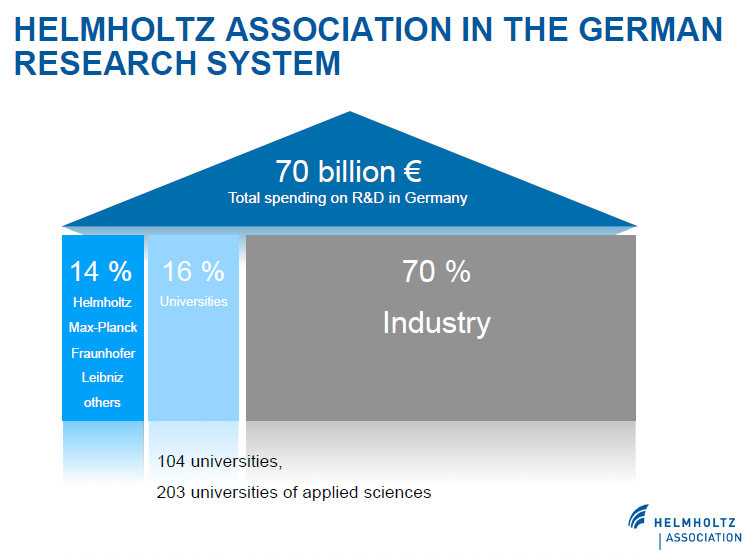 HELMHOLTZ ASSOCIATION IN THE GERMAN
RESEARCH SYSTEM
70 billion €
Total spending on R&D in Germany
14 %
Helmholtz
Max-Planck
Fraunhofer
Leibniz
others
16 %
Universities
70 %
Industry
104 universities,
203 universities of applied sciences
HELMHOLTZ
ASSOCIATION